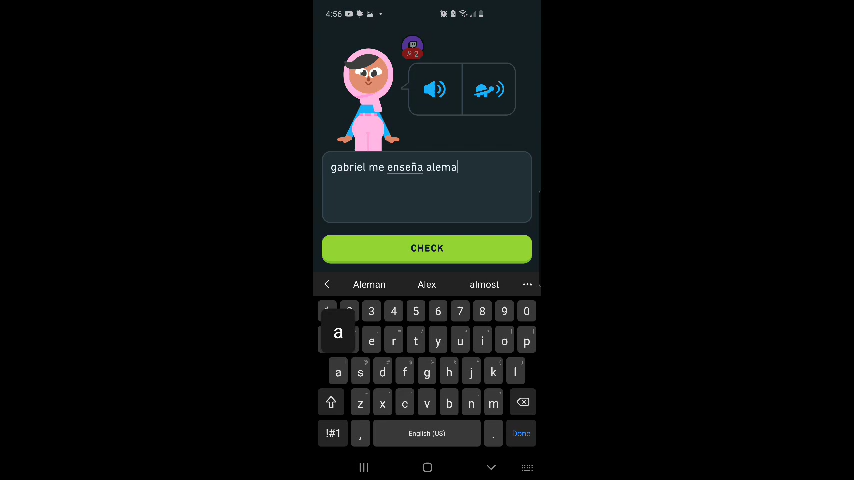 4:56
2
gabriel me enseña alema
CHECK
Aleman Alex almost
3 4 5 6 7 8 9 0
a
e r t y u i o p
a s d f g h j k l
z x c v b n m
!#1 , English (US) . Done